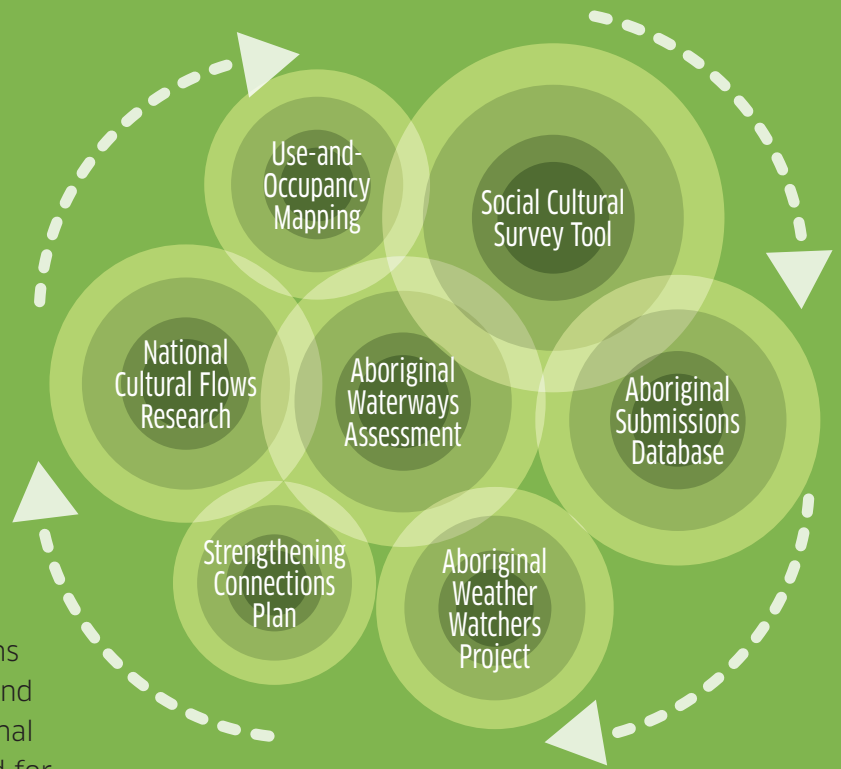 Use-and-
Occupancy
Mapping
Social Cultural
Survey Tool
National
Cultural Flows
Research
Aboriginal
Waterways
Assessment
Aboriginal
Submissions
Database
Strengthening
Connections
Plan
Aboriginal
Weather
Watchers
Project